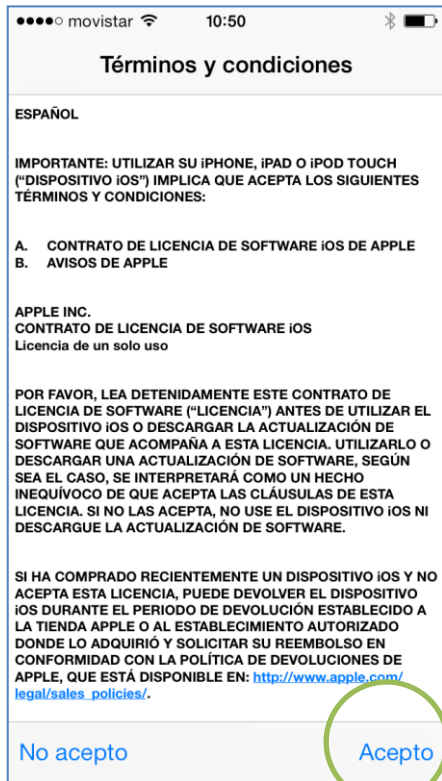 movistar 10:50
Términos y condiciones
ESPAÑOL
IMPORTANTE: UTILIZAR SU iPHONE, iPAD O iPOD TOUCH
(“DISPOSITIVO iOS”) IMPLICA QUE ACEPTA LOS SIGUIENTES
TÉRMINOS Y CONDICIONES:
A. CONTRATO DE LICENCIA DE SOFTWARE iOS DE APPLE
B. AVISOS DE APPLE
APPLE INC.
CONTRATO DE LICENCIA DE SOFTWARE iOS
Licencia de un solo uso
POR FAVOR, LEA DETENIDAMENTE ESTE CONTRATO DE
LICENCIA DE SOFTWARE (“LICENCIA”) ANTES DE UTILIZAR EL
DISPOSITIVO iOS O DESCARGAR LA ACTUALIZACIÓN DE
SOFTWARE QUE ACOMPAÑA A ESTA LICENCIA. UTILIZARLO O
DESCARGAR UNA ACTUALIZACIÓN DE SOFTWARE, SEGÚN
SEA EL CASO, SE INTERPRETARÁ COMO UN HECHO
INEQUÍVOCO DE QUE ACEPTA LAS CLÁUSULAS DE ESTA
LICENCIA. SI NO LAS ACEPTA, NO USE EL DISPOSITIVO iOS NI
DESCARGUE LA ACTUALIZACIÓN DE SOFTWARE.
SI HA COMPRADO RECIENTEMENTE UN DISPOSITIVO iOS Y NO
ACEPTA ESTA LICENCIA, PUEDE DEVOLVER EL DISPOSITIVO
iOS DURANTE EL PERIODO DE DEVOLUCIÓN ESTABLECIDO A
LA TIENDA APPLE O AL ESTABLECIMIENTO AUTORIZADO
DONDE LO ADQUIRIÓ Y SOLICITAR SU REEMBOLSO EN
CONFORMIDAD CON LA POLÍTICA DE DEVOLUCIONES DE
APPLE, QUE ESTÁ DISPONIBLE EN: http://www.apple.com/
legal/sales_policies/.
No acepto Acepto